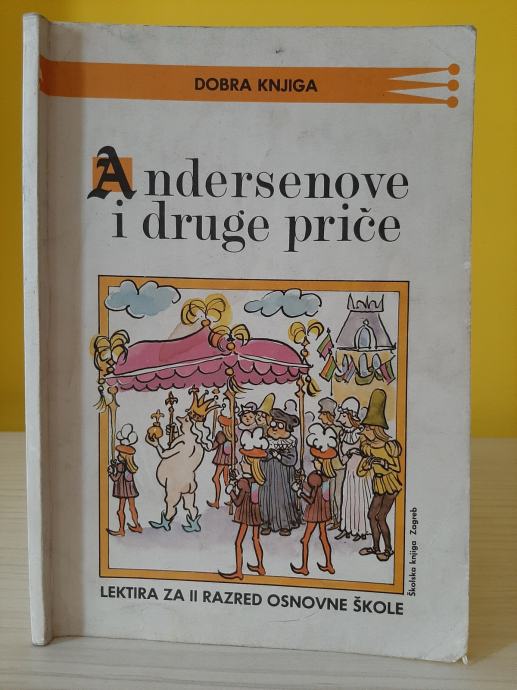 DOBRA KNJIGA
Andersenove
i druge priče
Školska knjiga Zagreb
LEKTIRA ZA II RAZRED OSNOVNE ŠKOLE